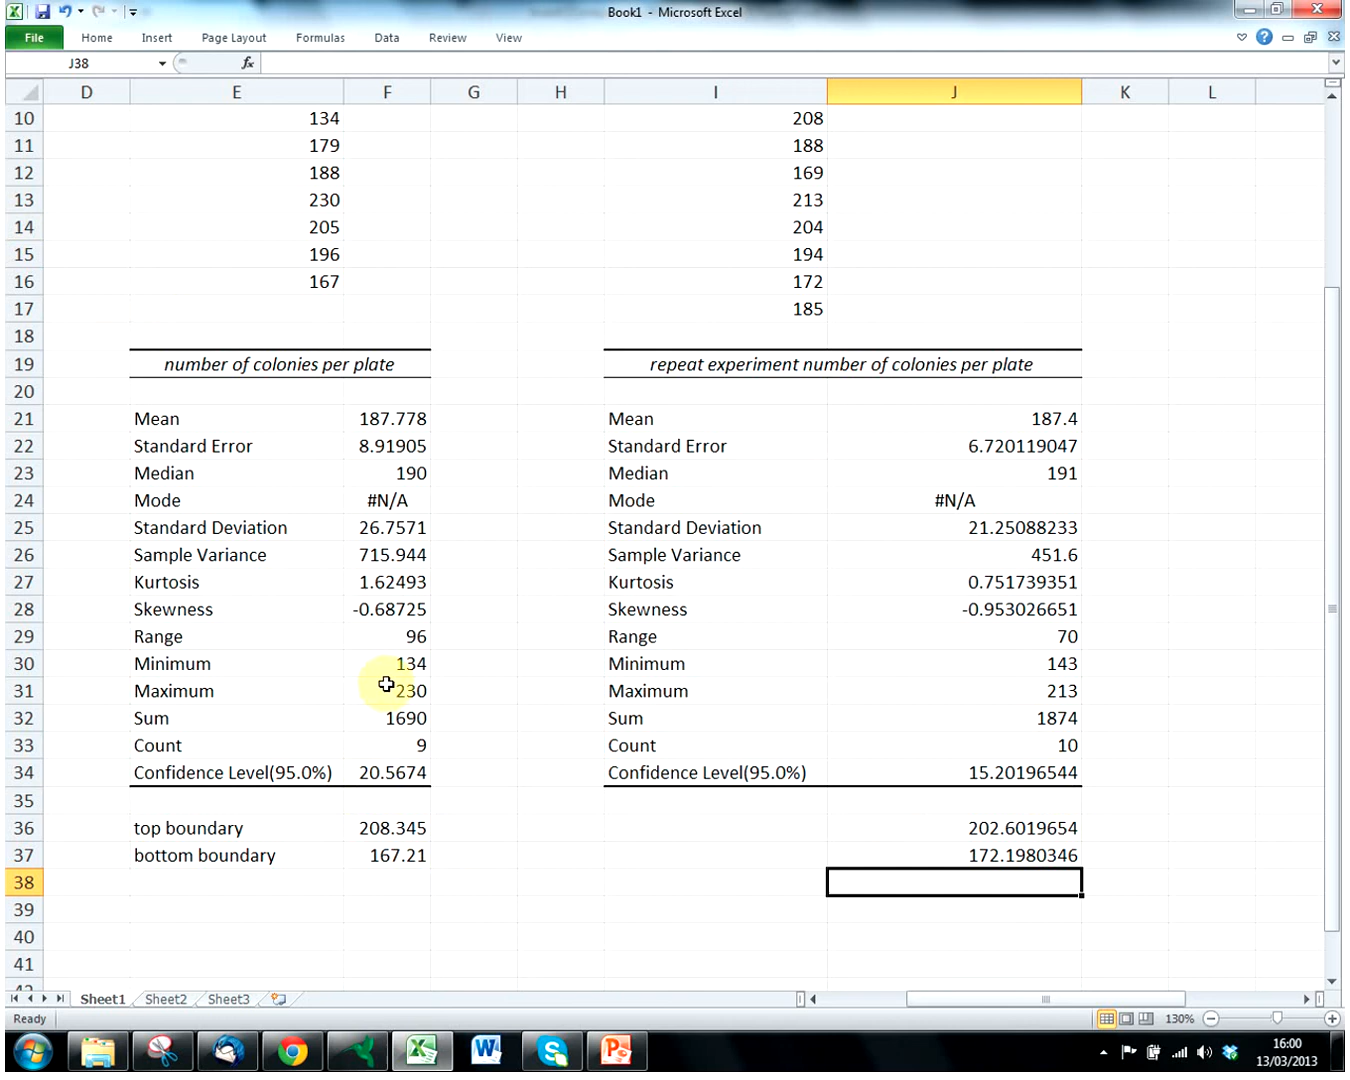 Book1 - Microsoft Excel
File Home Insert Page Layout Formulas Data Review View
J38 fx
D E F G H I J K L
10 134 208
11 179 188
12 188 169
13 230 213
14 205 204
15 196 194
16 167 172
17 185
18
19 number of colonies per plate repeat experiment number of colonies per plate
20
21 Mean 187.778 Mean 187.4
22 Standard Error 8.91905 Standard Error 6.720119047
23 Median 190 Median 191
24 Mode #N/A Mode #N/A
25 Standard Deviation 26.7571 Standard Deviation 21.25088233
26 Sample Variance 715.944 Sample Variance 451.6
27 Kurtosis 1.62493 Kurtosis 0.751739351
28 Skewness -0.68725 Skewness -0.953026651
29 Range 96 Range 70
30 Minimum 134 Minimum 143
31 Maximum 230 Maximum 213
32 Sum 1690 Sum 1874
33 Count 9 Count 10
34 Confidence Level(95.0%) 20.5674 Confidence Level(95.0%) 15.20196544
35
36 top boundary 208.345 202.6019654
37 bottom boundary 167.21 172.1980346
38
39
40
41
Sheet1 Sheet2 Sheet3
Ready 130%
16:00
13/03/2013